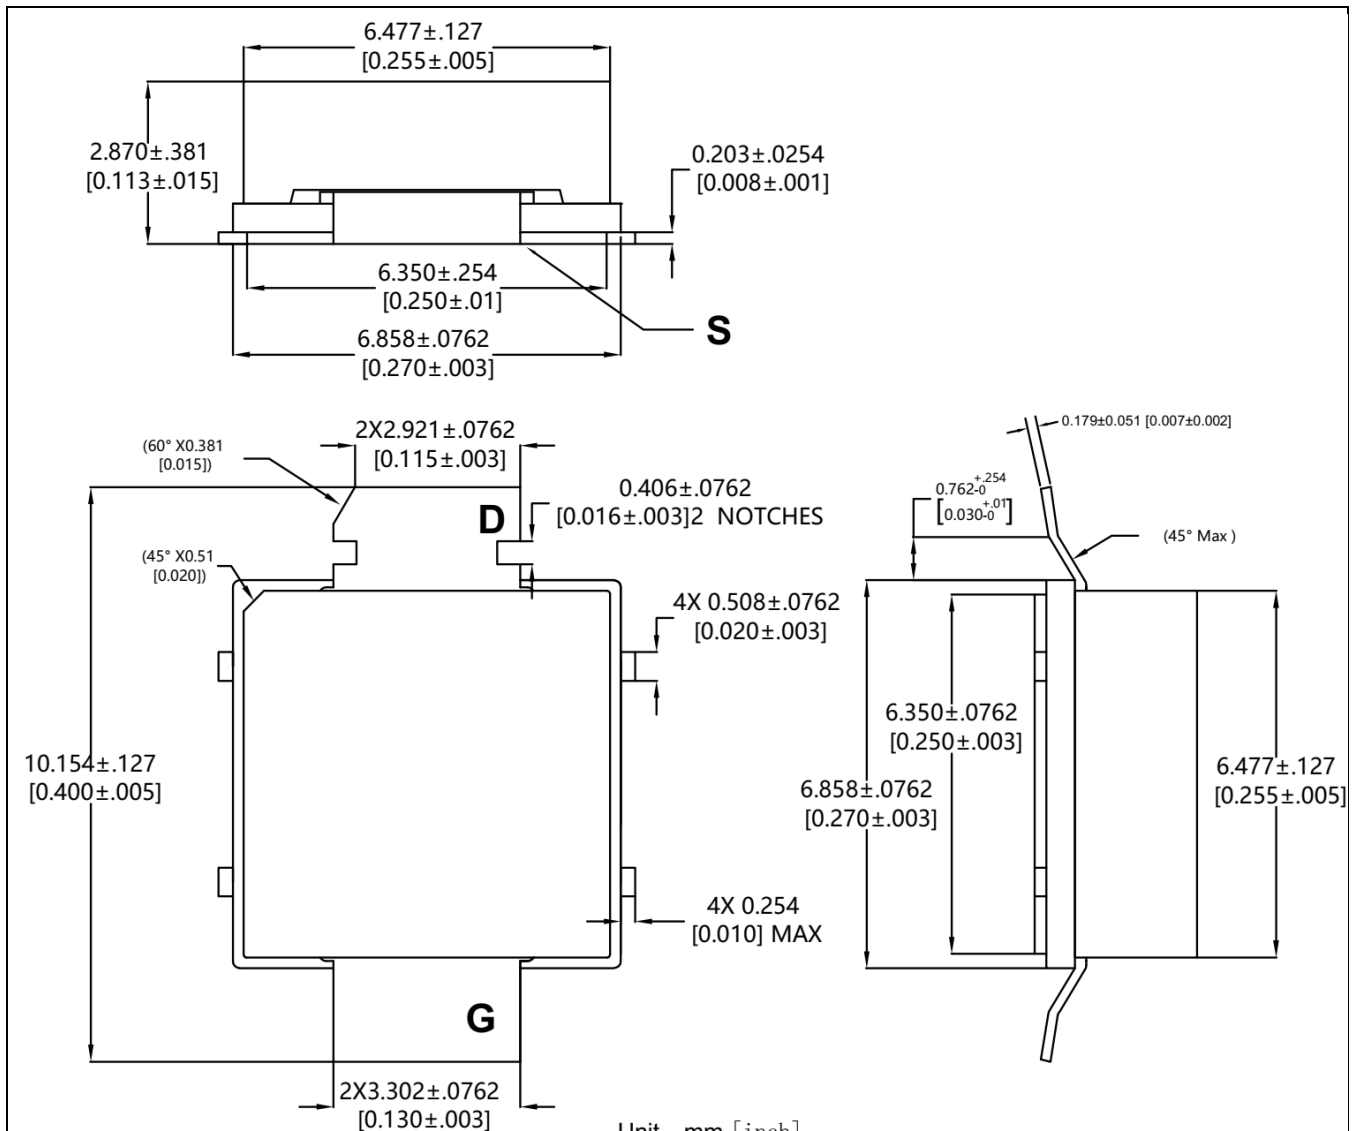 6.477±.127
[0.255±.005]
2.870±.381
[0.113±.015]
0.203±.0254
[0.008±.001]
6.350±.254
[0.250±.01]
S
6.858±.0762
[0.270±.003]
(60° X0.381
[0.015])
2X2.921±.0762
[0.115±.003]
0.406±.0762
[0.016±.003]2 NOTCHES
D
(45° X0.51
[0.020])
4X 0.508±.0762
[0.020±.003]
10.154±.127
[0.400±.005]
4X 0.254
[0.010] MAX
G
2X3.302±.0762
[0.130±.003]
0.179±0.051 [0.007±0.002]
0.762 +.254 -0
[0.030 +.01 -0]
(45° Max )
6.350±.0762
[0.250±.003]
6.858±.0762
[0.270±.003]
6.477±.127
[0.255±.005]
mm [inch]